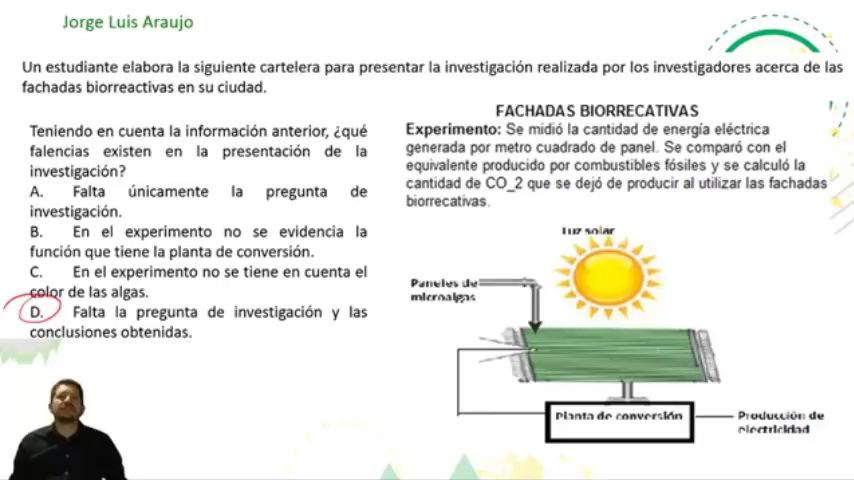 Jorge Luis Araujo
Un estudiante elabora la siguiente cartelera para presentar la investigación realizada por los investigadores acerca de las
fachadas biorreactivas en su ciudad.
Teniendo en cuenta la información anterior, ¿qué
falencias existen en la presentación de la
investigación?
A. Falta únicamente la pregunta de
investigación.
B. En el experimento no se evidencia la
función que tiene la planta de conversión.
C. En el experimento no se tiene en cuenta el
color de las algas.
D. Falta la pregunta de investigación y las
conclusiones obtenidas.
FACHADAS BIORRECATIVAS
Experimento: Se midió la cantidad de energía eléctrica
generada por metro cuadrado de panel. Se comparó con el
equivalente producido por combustibles fósiles y se calculó la
cantidad de CO_2 que se dejó de producir al utilizar las fachadas
biorrecativas.
Luz solar
Paneles de
microalgas
Planta de conversión
Producción de
electricidad